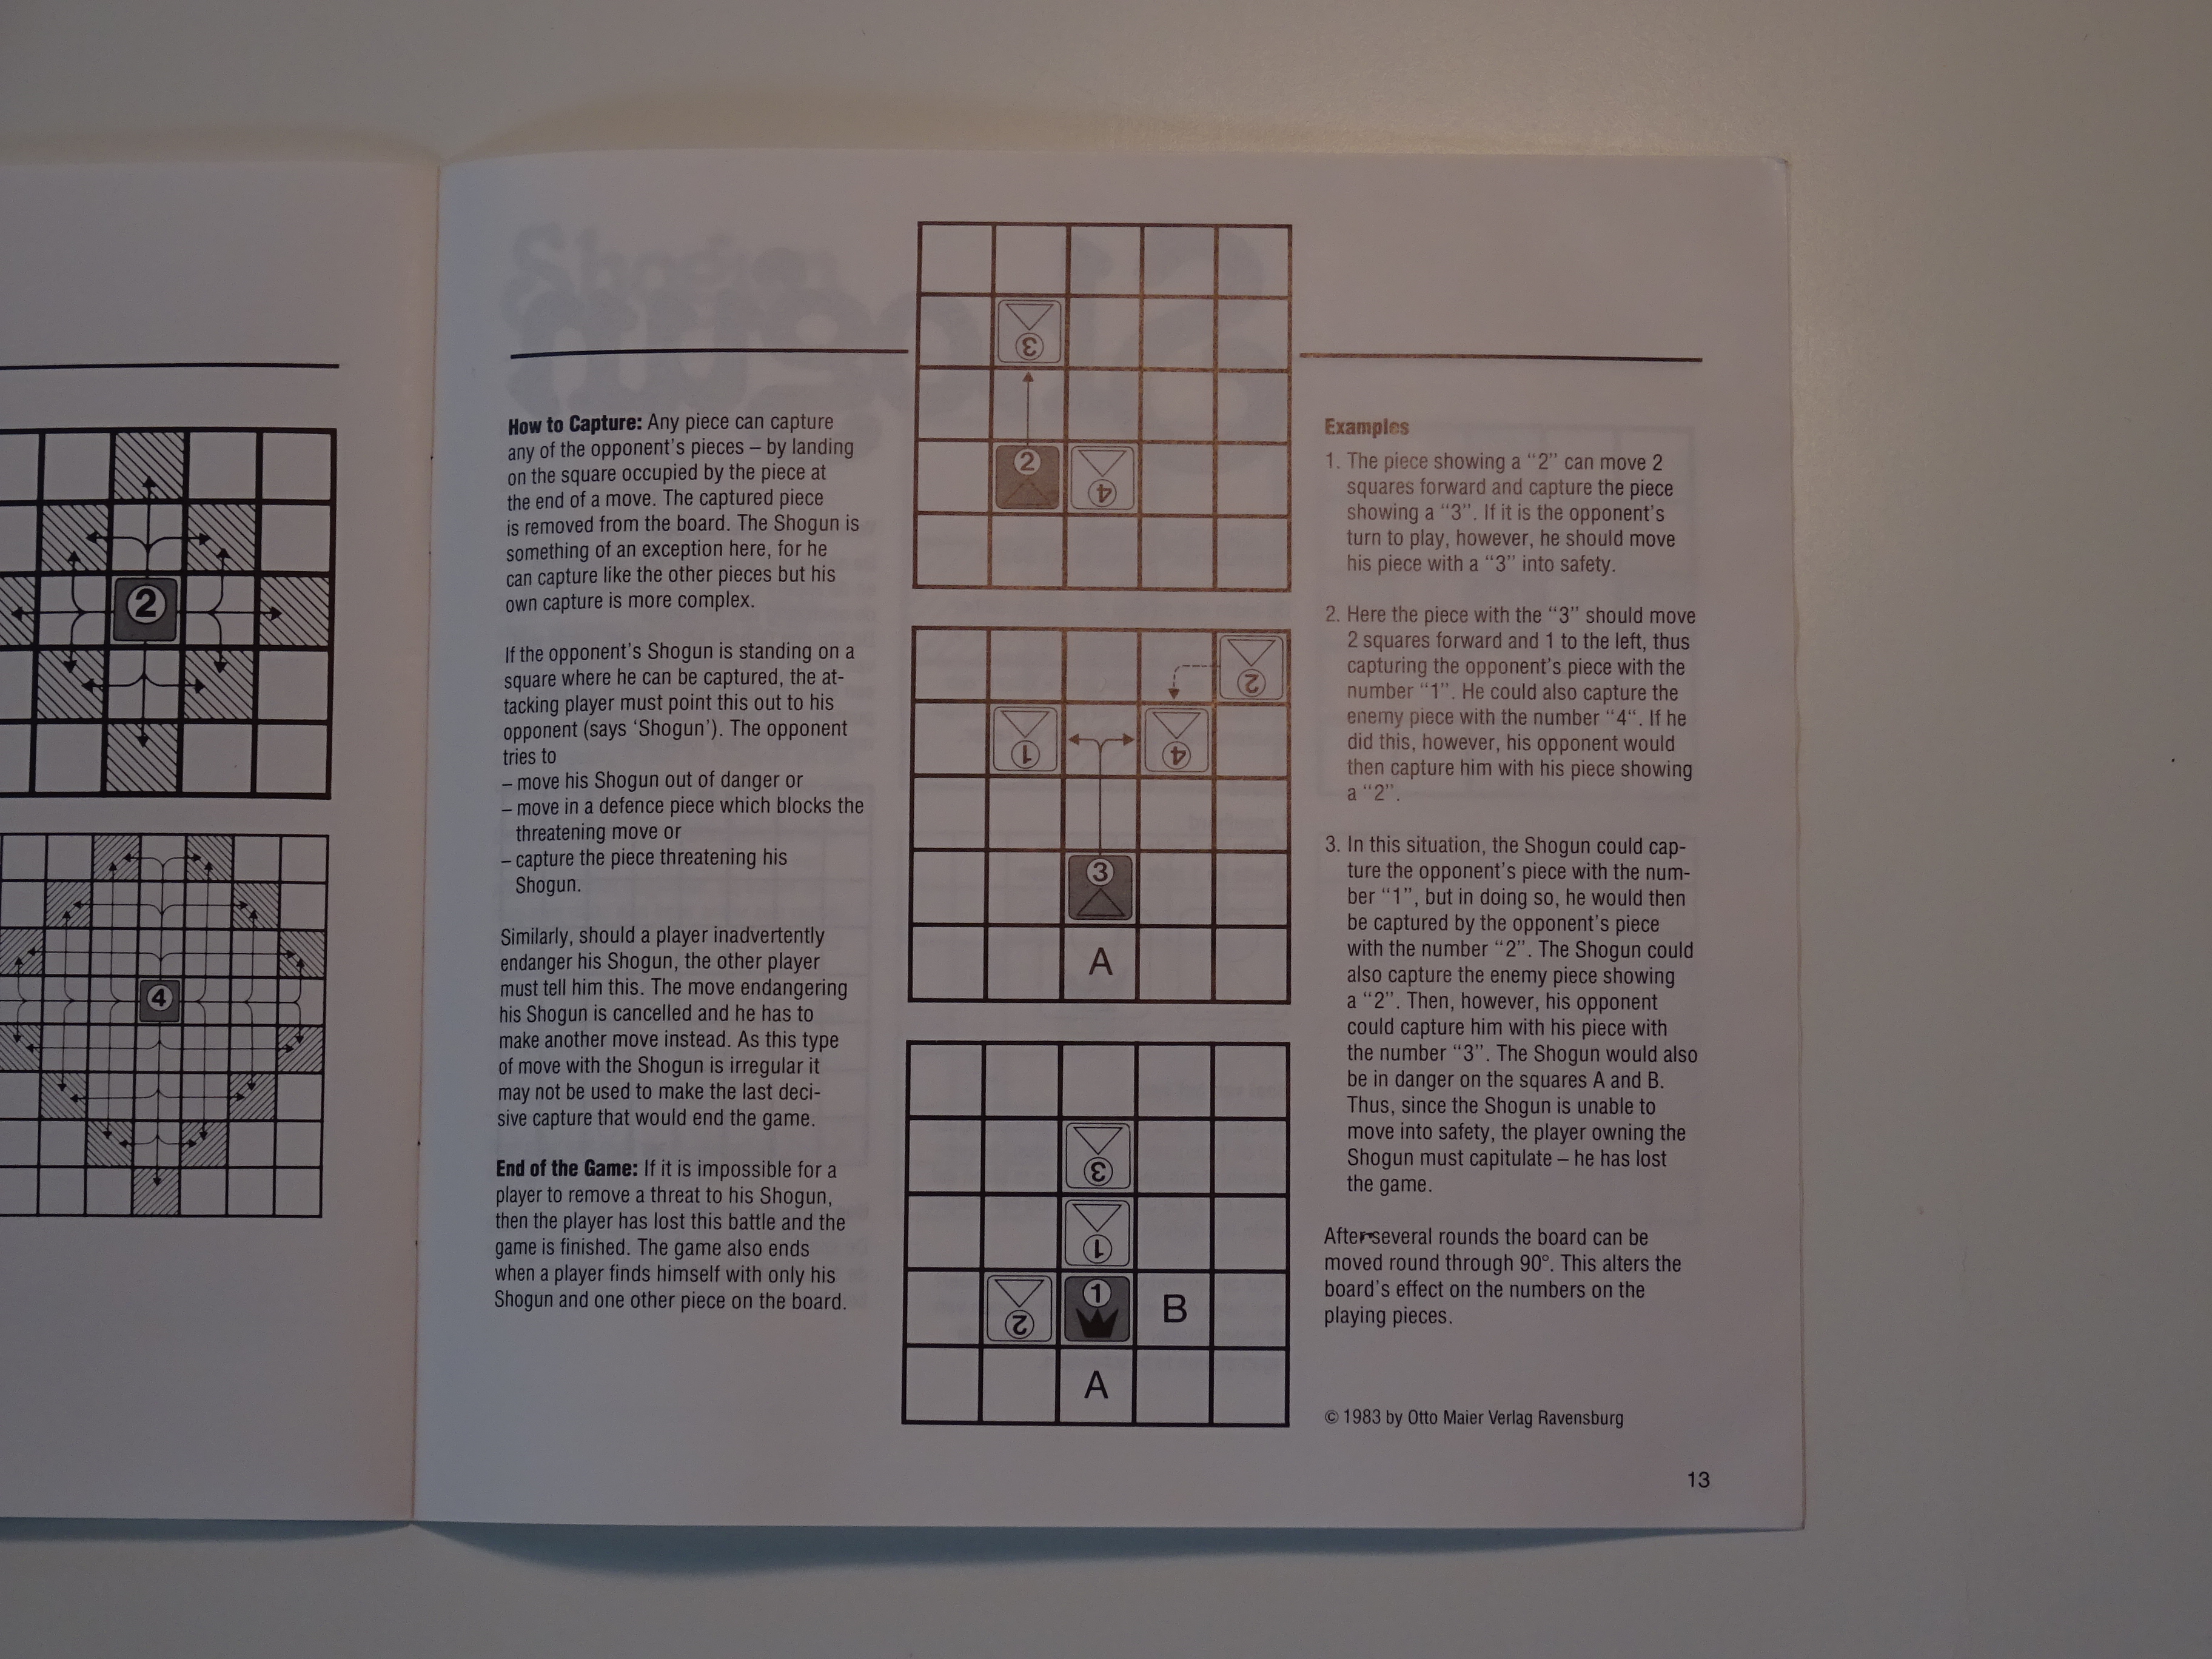 2
4
How to Capture: Any piece can capture
any of the opponent's pieces – by landing
on the square occupied by the piece at
the end of a move. The captured piece
is removed from the board. The Shogun is
something of an exception here, for he
can capture like the other pieces but his
own capture is more complex.
If the opponent's Shogun is standing on a
square where he can be captured, the at-
tacking player must point this out to his
opponent (says 'Shogun'). The opponent
tries to
– move his Shogun out of danger or
– move in a defence piece which blocks the
threatening move or
– capture the piece threatening his
Shogun.
Similarly, should a player inadvertently
endanger his Shogun, the other player
must tell him this. The move endangering
his Shogun is cancelled and he has to
make another move instead. As this type
of move with the Shogun is irregular it
may not be used to make the last deci-
sive capture that would end the game.
End of the Game: If it is impossible for a
player to remove a threat to his Shogun,
then the player has lost this battle and the
game is finished. The game also ends
when a player finds himself with only his
Shogun and one other piece on the board.
3
2 4
2
1 4
3
A
3
1
2 1 B
A
Examples
1. The piece showing a “2” can move 2
squares forward and capture the piece
showing a “3”. If it is the opponent's
turn to play, however, he should move
his piece with a “3” into safety.
2. Here the piece with the “3” should move
2 squares forward and 1 to the left, thus
capturing the opponent's piece with the
number “1”. He could also capture the
enemy piece with the number “4“. If he
did this, however, his opponent would
then capture him with his piece showing
a “2”.
3. In this situation, the Shogun could cap-
ture the opponent's piece with the num-
ber “1”, but in doing so, he would then
be captured by the opponent's piece
with the number “2”. The Shogun could
also capture the enemy piece showing
a “2”. Then, however, his opponent
could capture him with his piece with
the number “3”. The Shogun would also
be in danger on the squares A and B.
Thus, since the Shogun is unable to
move into safety, the player owning the
Shogun must capitulate – he has lost
the game.
After several rounds the board can be
moved round through 90°. This alters the
board's effect on the numbers on the
playing pieces.
© 1983 by Otto Maier Verlag Ravensburg
13